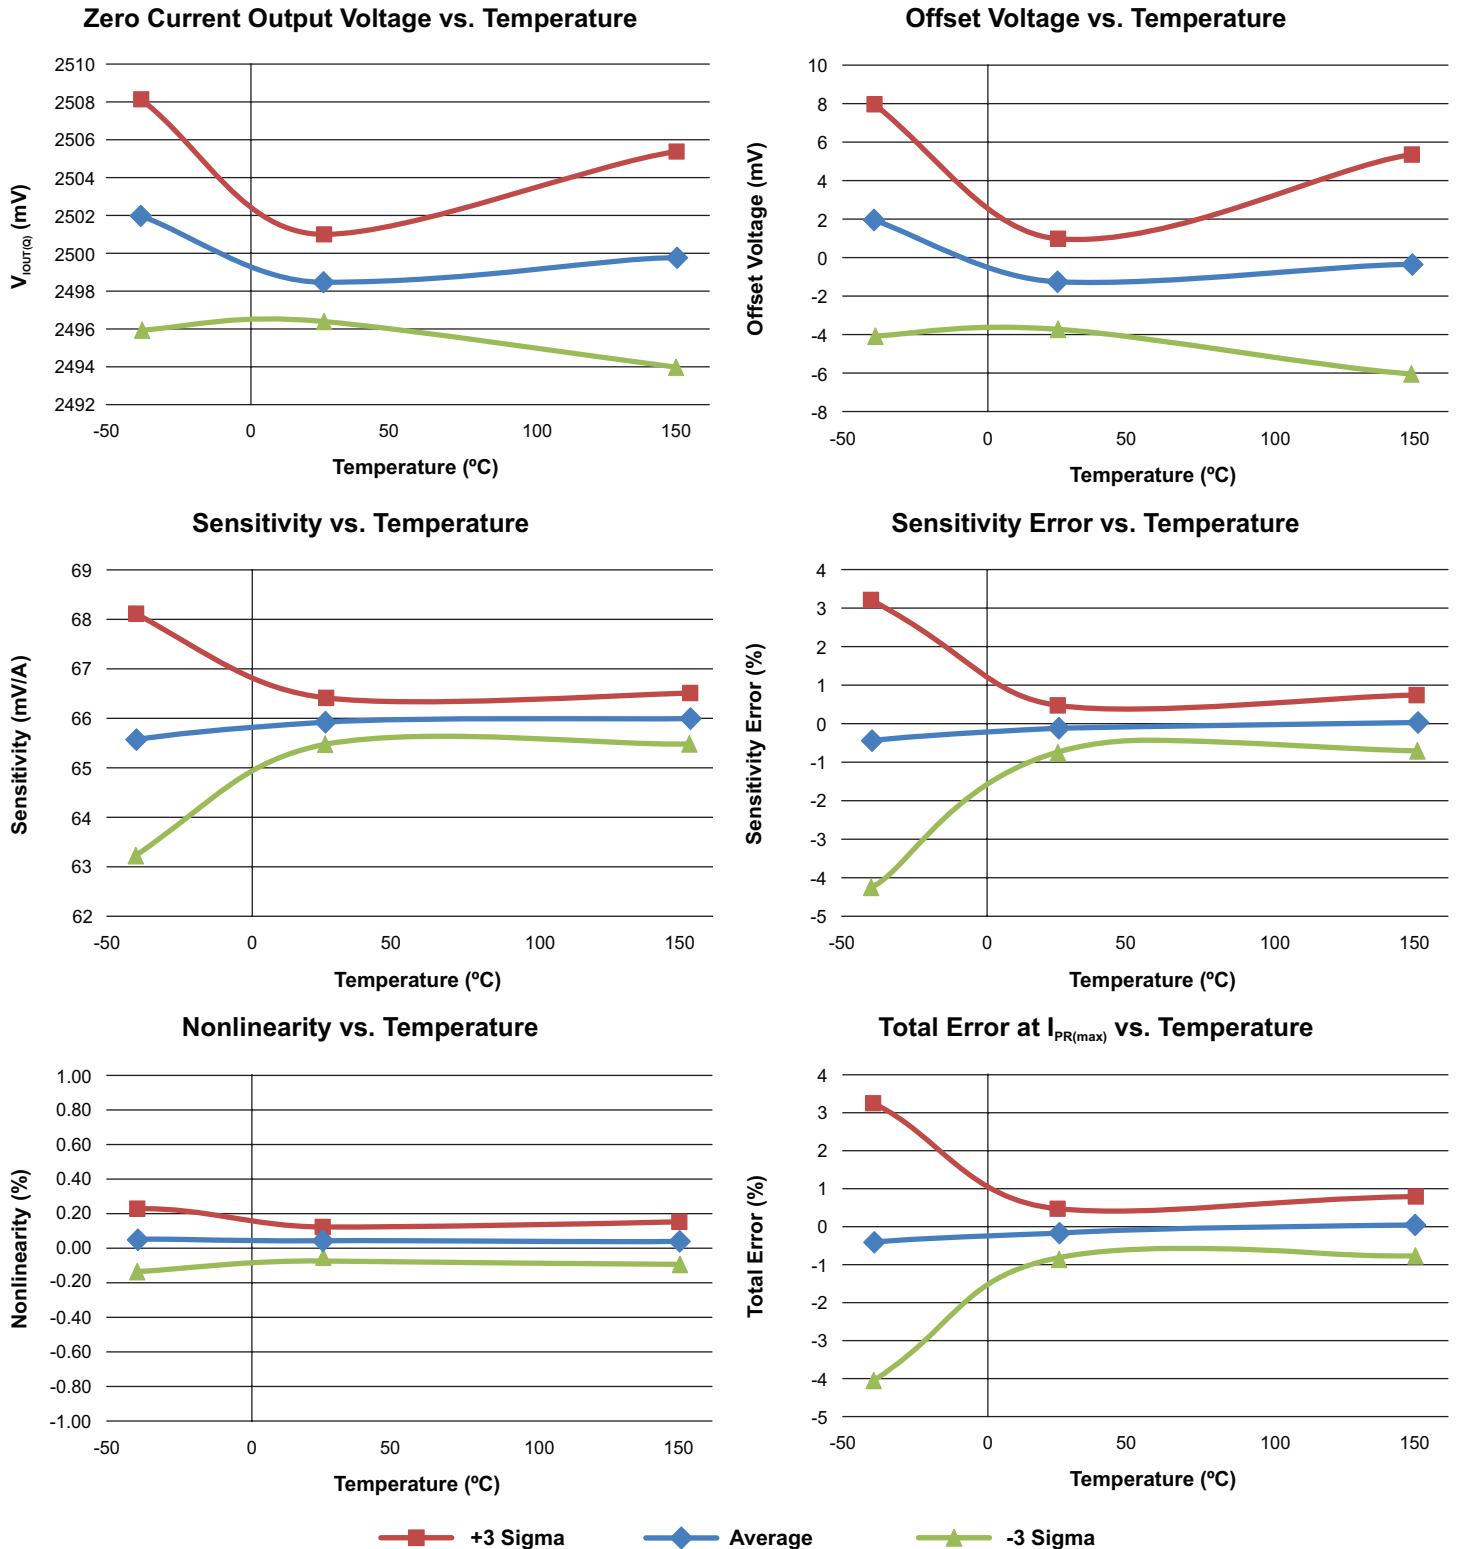 Zero Current Output Voltage vs. Temperature
2510
2508
2506
2504
2502
2500
2498
2496
2494
2492
VIOUT(Q) (mV)
-50 0 50 100 150
Temperature (ºC)
Offset Voltage vs. Temperature
10
8
6
4
2
0
-2
-4
-6
-8
Offset Voltage (mV)
-50 0 50 100 150
Temperature (ºC)
Sensitivity vs. Temperature
69
68
67
66
65
64
63
62
Sensitivity (mV/A)
-50 0 50 100 150
Temperature (ºC)
Sensitivity Error vs. Temperature
4
3
2
1
0
-1
-2
-3
-4
-5
Sensitivity Error (%)
-50 0 50 100 150
Temperature (ºC)
Nonlinearity vs. Temperature
1.00
0.80
0.60
0.40
0.20
0.00
-0.20
-0.40
-0.60
-0.80
-1.00
Nonlinearity (%)
-50 0 50 100 150
Temperature (ºC)
Total Error at IPR(max) vs. Temperature
4
3
2
1
0
-1
-2
-3
-4
-5
Total Error (%)
-50 0 50 100 150
Temperature (ºC)
+3 Sigma Average -3 Sigma